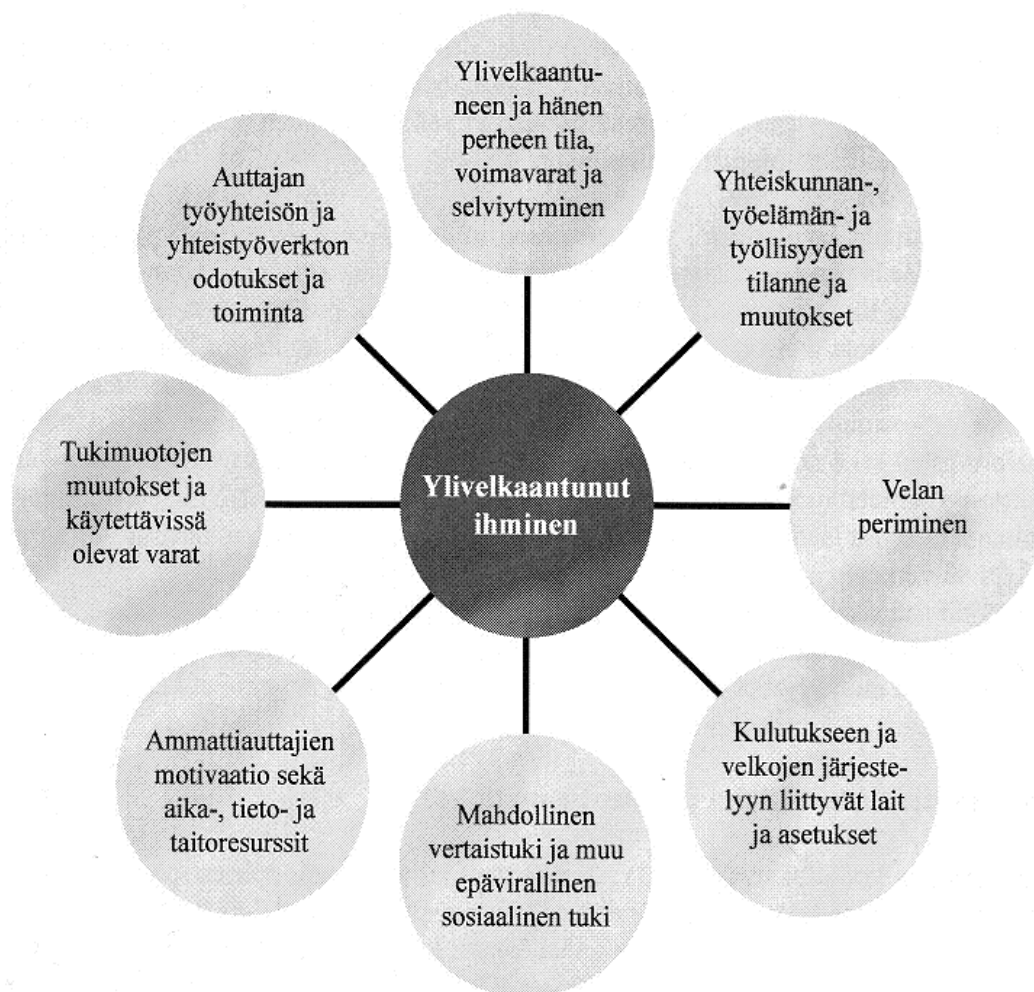 Ylivelkaantu-
neen ja hänen
perheen tila,
voimavarat ja
selviytyminen
Yhteiskunnan-,
työelämän- ja
työllisyyden
tilanne ja
muutokset
Velan
periminen
Kulutukseen ja
velkojen järjeste-
lyyn liittyvät lait
ja asetukset
Mahdollinen
vertaistuki ja muu
epävirallinen
sosiaalinen tuki
Ammattiauttajien
motivaatio sekä
aika-, tieto- ja
taitoresurssit
Tukimuotojen
muutokset ja
käytettävissä
olevat varat
Auttajan
työyhteisön ja
yhteistyöverkton
odotukset ja
toiminta
Ylivelkaantunut
ihminen